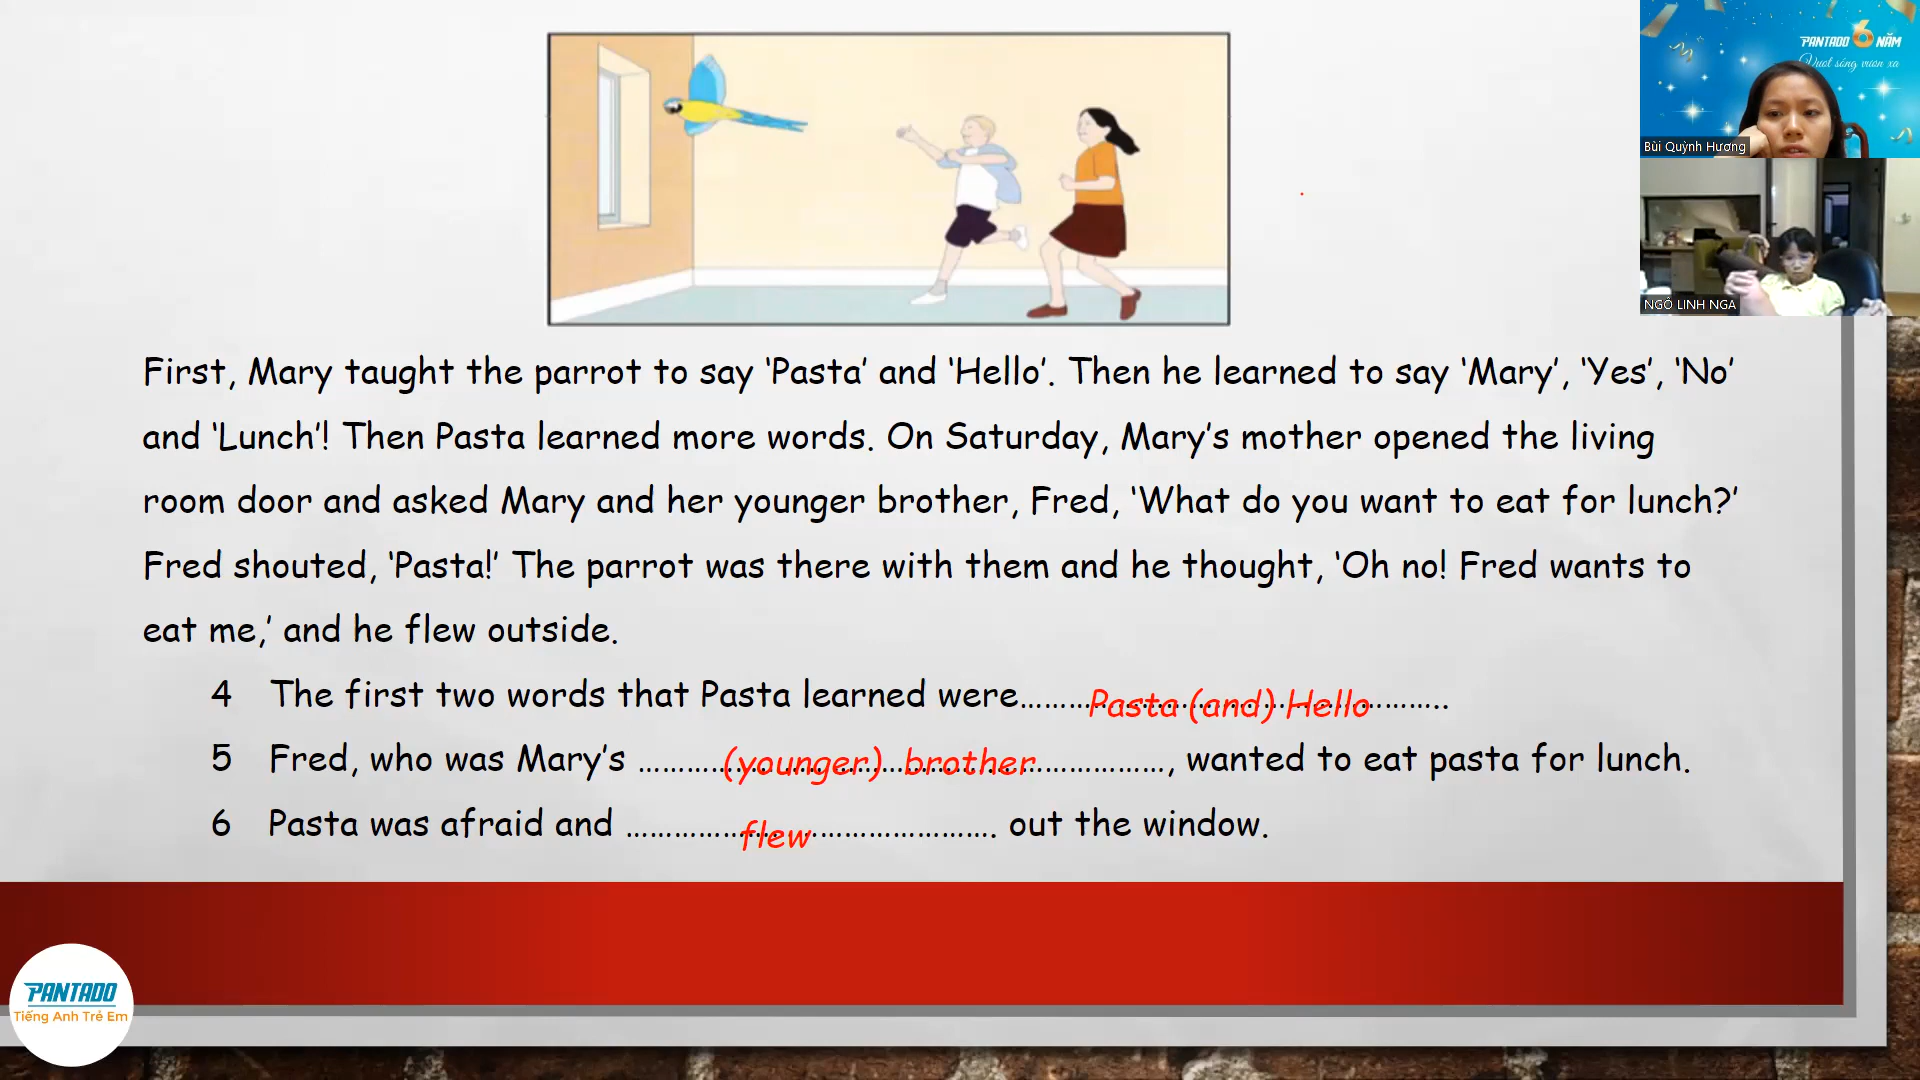 PANTADO 6 NĂM
Vượt sóng vươn xa
Bùi Quỳnh Hương
NGÔ LINH NGA
First, Mary taught the parrot to say ‘Pasta’ and ‘Hello’. Then he learned to say ‘Mary’, ‘Yes’, ‘No’
and ‘Lunch’! Then Pasta learned more words. On Saturday, Mary’s mother opened the living
room door and asked Mary and her younger brother, Fred, ‘What do you want to eat for lunch?’
Fred shouted, ‘Pasta!’ The parrot was there with them and he thought, ‘Oh no! Fred wants to
eat me,’ and he flew outside.
4 The first two words that Pasta learned were……Pasta (and) Hello……..
5 Fred, who was Mary’s ………(younger) brother…………, wanted to eat pasta for lunch.
6 Pasta was afraid and ………flew……………. out the window.
PANTADO
Tiếng Anh Trẻ Em